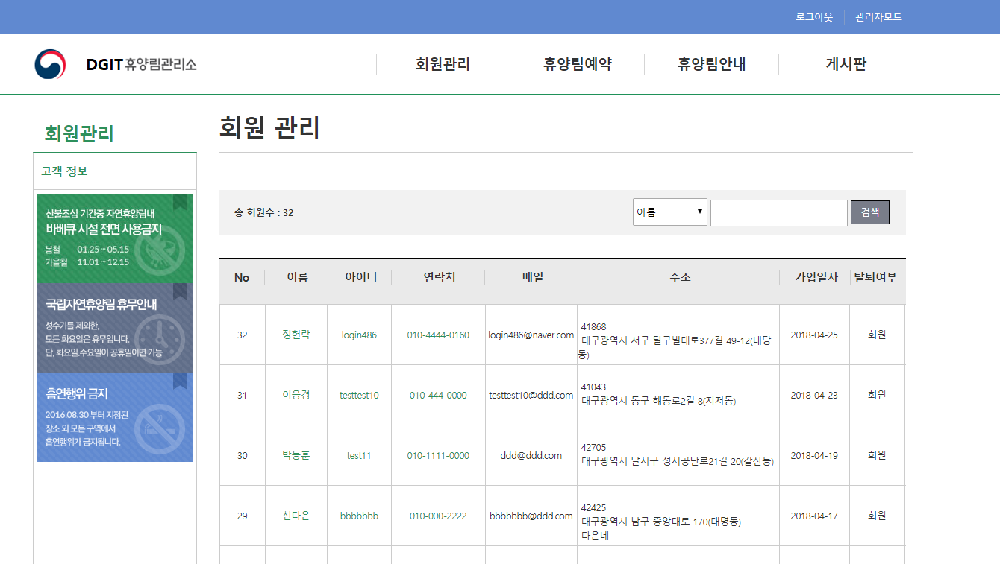 로그아웃 관리자모드
DGIT휴양림관리소 회원관리 휴양림예약 휴양림안내 게시판
회원관리
고객 정보
산불조심 기간중 자연휴양림내
바베큐 시설 전면 사용금지
봄철 01.25 ~ 05.15
가을철 11.01 ~ 12.15
국립자연휴양림 휴무안내
성수기를 제외한,
모든 화요일은 휴무입니다.
단, 화요일.수요일이 공휴일이면 가능
흡연행위 금지
2016.08.30 부터 지정된
장소 외 모든 구역에서
흡연행위가 금지됩니다.
회원 관리
총 회원수 : 32 이름 검색
No 이름 아이디 연락처 메일 주소 가입일자 탈퇴여부
32 정현락 login486 010-4444-0160 login486@naver.com 41868
대구광역시 서구 달구벌대로377길 49-12(내당
동) 2018-04-25 회원
31 이응경 testtest10 010-444-0000 testtest10@ddd.com 41043
대구광역시 동구 해동로2길 8(지저동) 2018-04-23 회원
30 박동훈 test11 010-1111-0000 ddd@ddd.com 42705
대구광역시 달서구 성서공단로21길 20(갈산동) 2018-04-19 회원
29 신다은 bbbbbbb 010-000-2222 bbbbbbb@ddd.com 42425
대구광역시 남구 중앙대로 170(대명동)
다은네 2018-04-17 회원